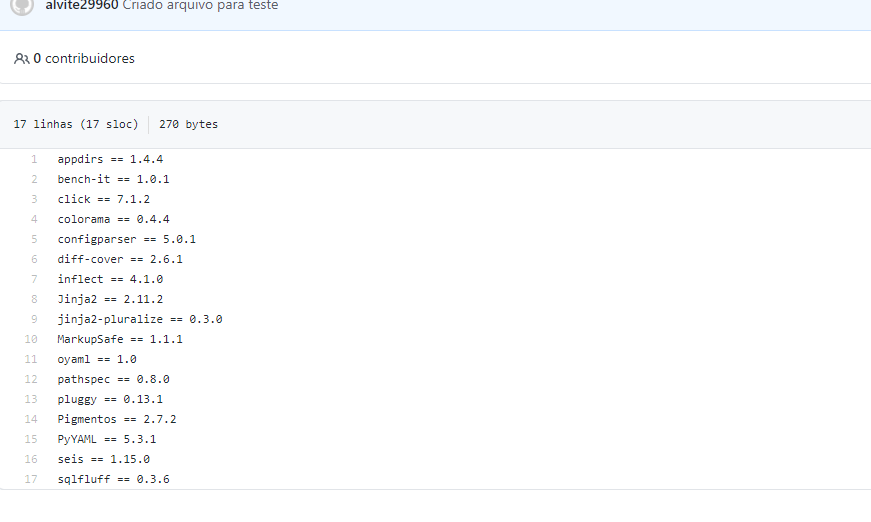 alvite29960 Criado arquivo para teste
0 contribuidores
17 linhas (17 sloc) 270 bytes
1 appdirs == 1.4.4
2 bench-it == 1.0.1
3 click == 7.1.2
4 colorama == 0.4.4
5 configparser == 5.0.1
6 diff-cover == 2.6.1
7 inflect == 4.1.0
8 Jinja2 == 2.11.2
9 jinja2-pluralize == 0.3.0
10 MarkupSafe == 1.1.1
11 oyaml == 1.0
12 pathspec == 0.8.0
13 pluggy == 0.13.1
14 Pigmentos == 2.7.2
15 PyYAML == 5.3.1
16 seis == 1.15.0
17 sqlfluff == 0.3.6